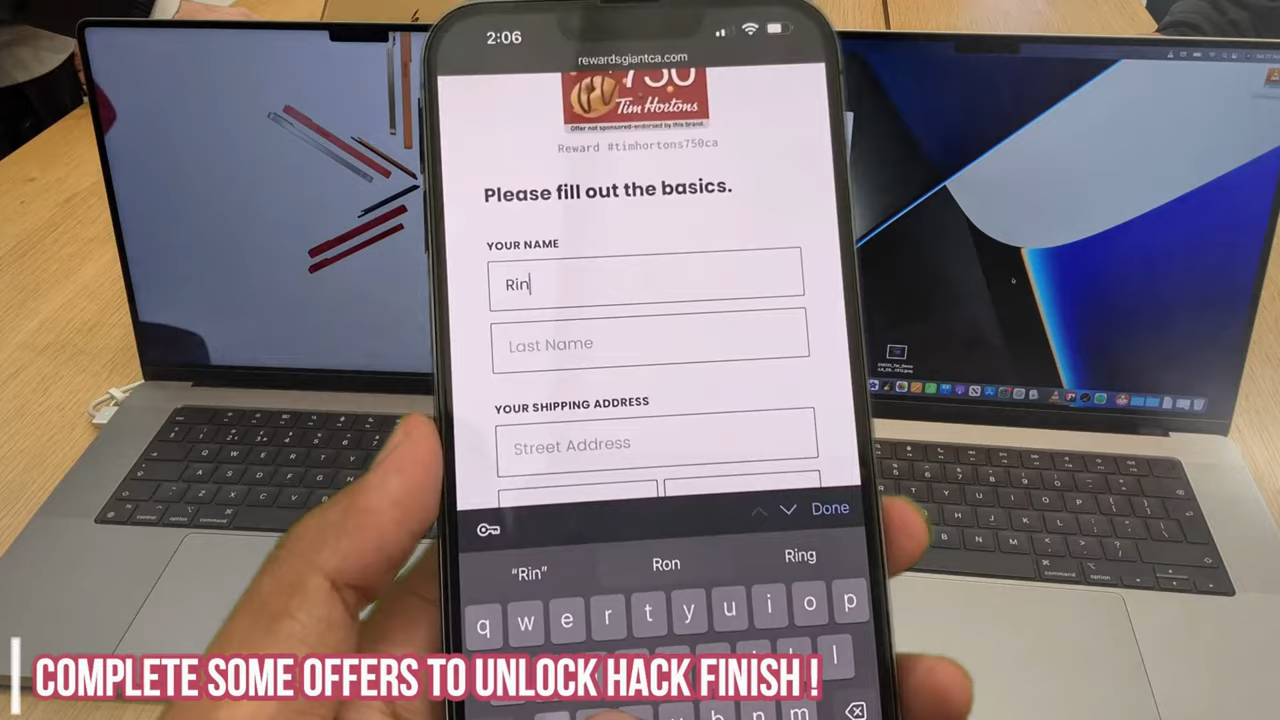 2:06
rewardsgiantca.com
750
Tim Hortons
Offer not sponsored-endorsed by this brand.
Reward #timhortons750ca
Please fill out the basics.
YOUR NAME
Rin
Last Name
YOUR SHIPPING ADDRESS
Street Address
Done
“Rin”
Ron
Ring
q w e r t y u i o p
l
b n m
COMPLETE SOME OFFERS TO UNLOCK HACK FINISH !